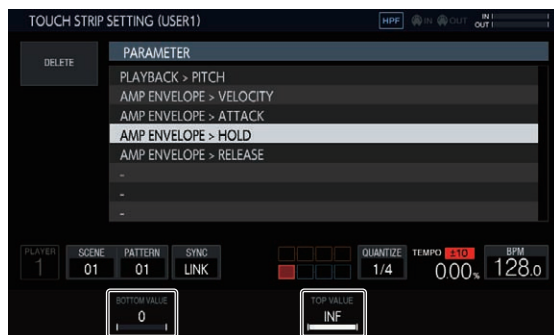 TOUCH STRIP SETTING (USER1)
HPF IN OUT IN
OUT
DELETE
PARAMETER
PLAYBACK > PITCH
AMP ENVELOPE > VELOCITY
AMP ENVELOPE > ATTACK
AMP ENVELOPE > HOLD
AMP ENVELOPE > RELEASE
-
-
-
PLAYER SCENE PATTERN SYNC QUANTIZE TEMPO ±10 BPM
1 01 01 LINK 1/4 0.00% 128.0
BOTTOM VALUE TOP VALUE
0 INF